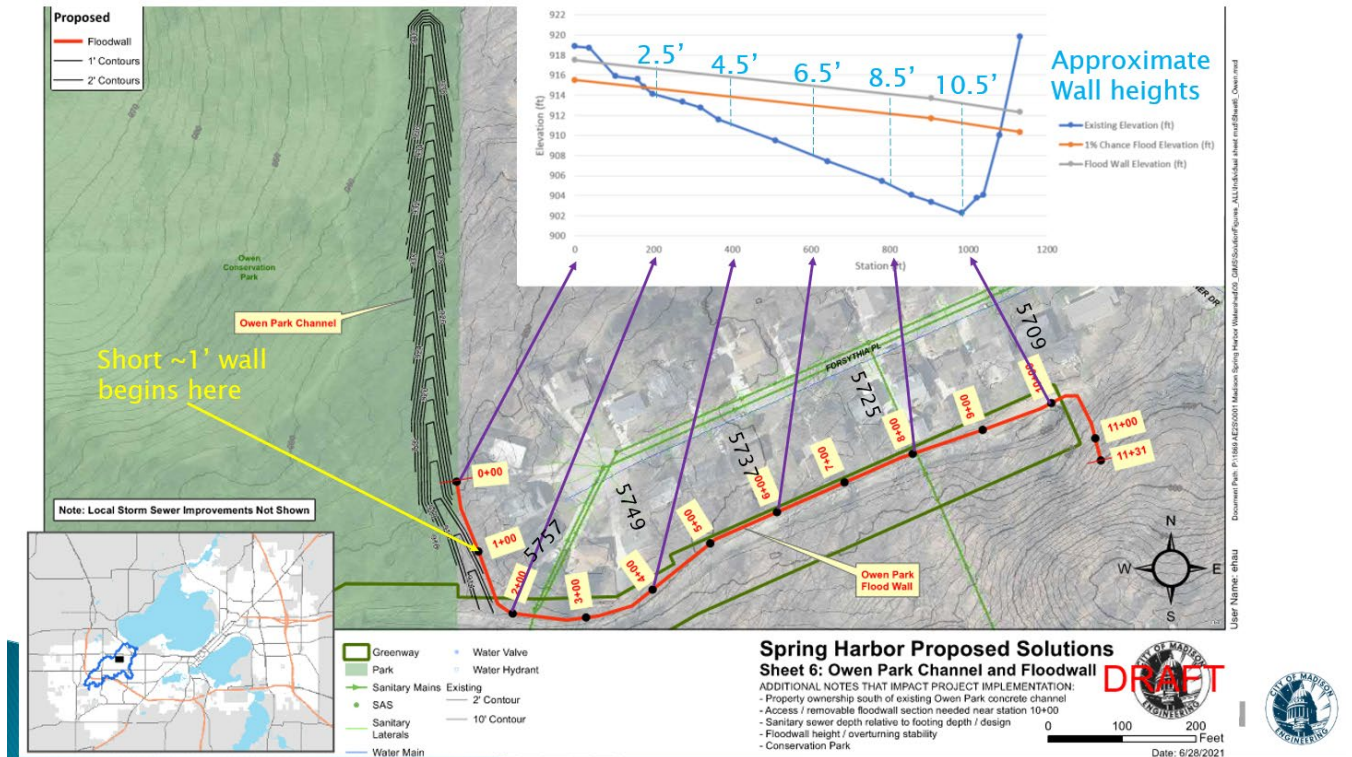 Proposed
Floodwall
1' Contours
2' Contours
922
920
918
916
914
912
910
908
906
904
902
900
Elevation (ft)
0
200
400
600
800
1000
1200
Station (ft)
2.5’
4.5’
6.5’
8.5’
10.5’
Approximate
Wall heights
Existing Elevation (ft)
1% Chance Flood Elevation (ft)
Flood Wall Elevation (ft)
Owen
Conservation
Park
Owen Park Channel
Short ~1’ wall
begins here
FORSYTHIA PL
0+00
1+00
2+00
3+00
4+00
5+00
6+00
7+00
8+00
9+00
10+00
11+00
11+31
5757
5749
5737
5725
5709
Owen Park
Flood Wall
N
W E
S
Note: Local Storm Sewer Improvements Not Shown
Greenway
Park
Sanitary Mains
SAS
Sanitary
Laterals
Water Main
Water Valve
Water Hydrant
Existing
2' Contour
10' Contour
Spring Harbor Proposed Solutions
Sheet 6: Owen Park Channel and Floodwall
ADDITIONAL NOTES THAT IMPACT PROJECT IMPLEMENTATION:
- Property ownership south of existing Owen Park concrete channel
- Access / removable floodwall section needed near station 10+00
- Sanitary sewer depth relative to footing depth / design
- Floodwall height / overturning stability
- Conservation Park
DRAFT
CITY OF MADISON
ENGINEERING
0 100 200
Feet
Date: 6/28/2021
User Name: ehau
CITY OF MADISON
ENGINEERING